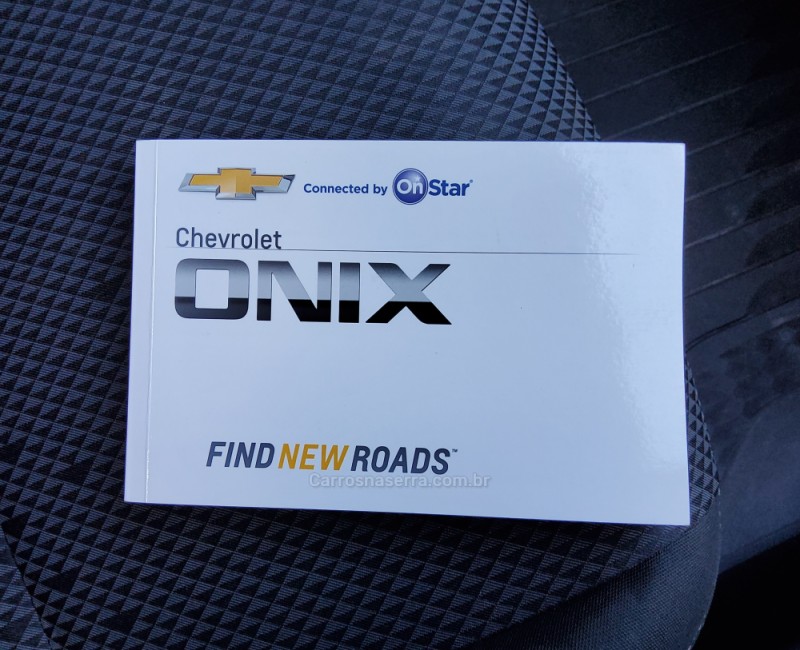 Connected by OnStar®
Chevrolet
ONIX
FIND NEW ROADS™
Carrosnaserra.com.br